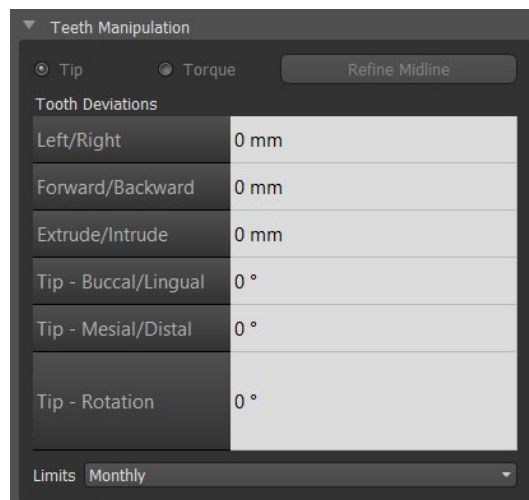 Teeth Manipulation
Tip Torque Refine Midline
Tooth Deviations
Left/Right 0 mm
Forward/Backward 0 mm
Extrude/Intrude 0 mm
Tip - Buccal/Lingual 0 °
Tip - Mesial/Distal 0 °
Tip - Rotation 0 °
Limits Monthly